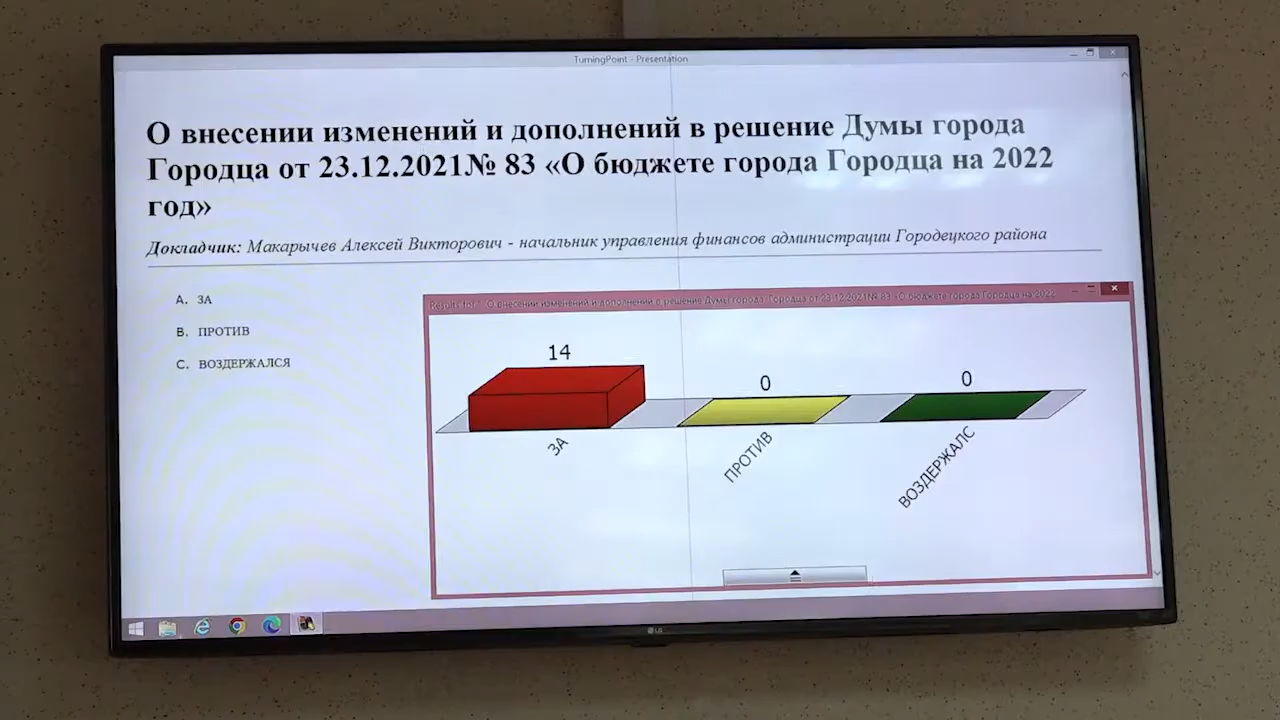 TurningPoint - Presentation
О внесении изменений и дополнений в решение Думы города
Городца от 23.12.2021№ 83 «О бюджете города Городца на 2022
год»
Докладчик: Макарычев Алексей Викторович - начальник управления финансов администрации Городецкого района
A. ЗА
B. ПРОТИВ
C. ВОЗДЕРЖАЛСЯ
Results for " О внесении изменений и дополнений в решение Думы города Городца от 23.12.2021№ 83 «О бюджете города Городца на 2022
14
0
0
ЗА
ПРОТИВ
ВОЗДЕРЖАЛС
LG